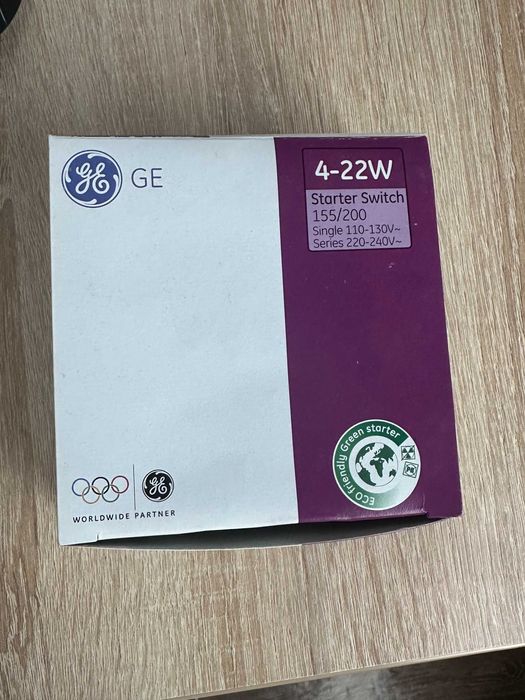 GE
GE
4-22W
Starter Switch
155/200
Single 110-130V~
Series 220-240V~
ECO friendly Green starter
GE
WORLDWIDE PARTNER